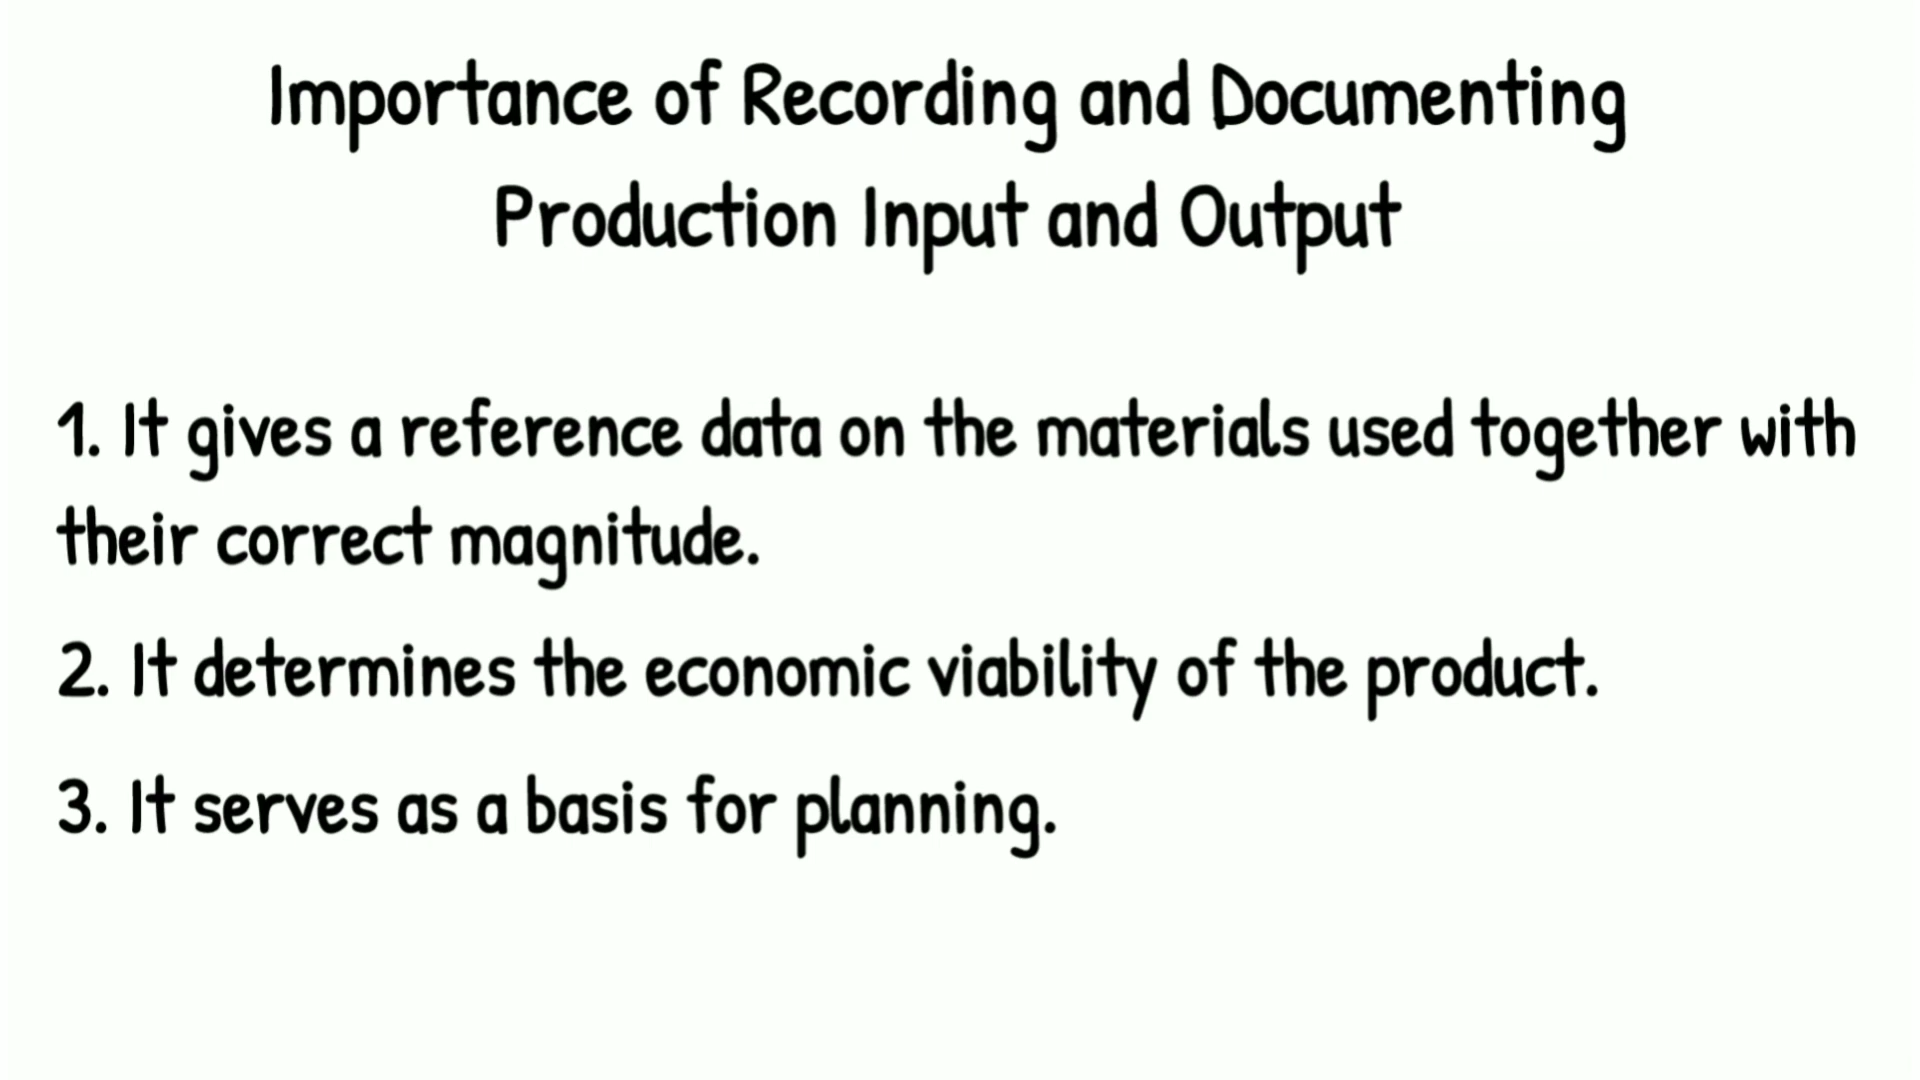 Importance of Recording and Documenting
Production Input and Output
1. It gives a reference data on the materials used together with
their correct magnitude.
2. It determines the economic viability of the product.
3. It serves as a basis for planning.